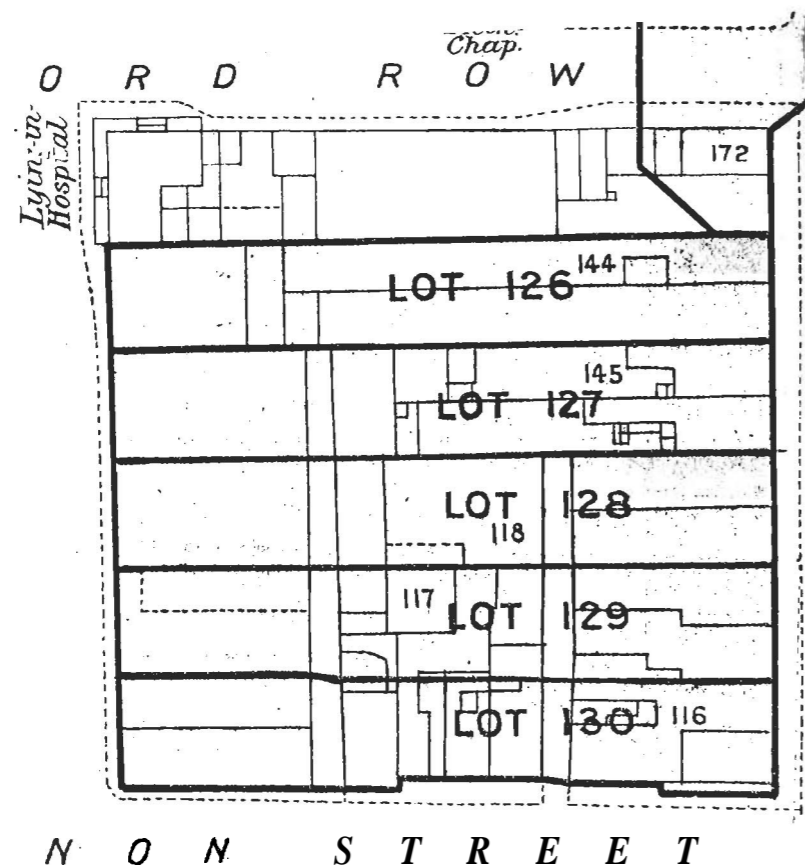 Chap.
O R D R O W
Lying-in-
Hospital
172
144
LOT 126
145
LOT 127
LOT 128
118
117
LOT 129
LOT 130
116
N O N S T R E E T